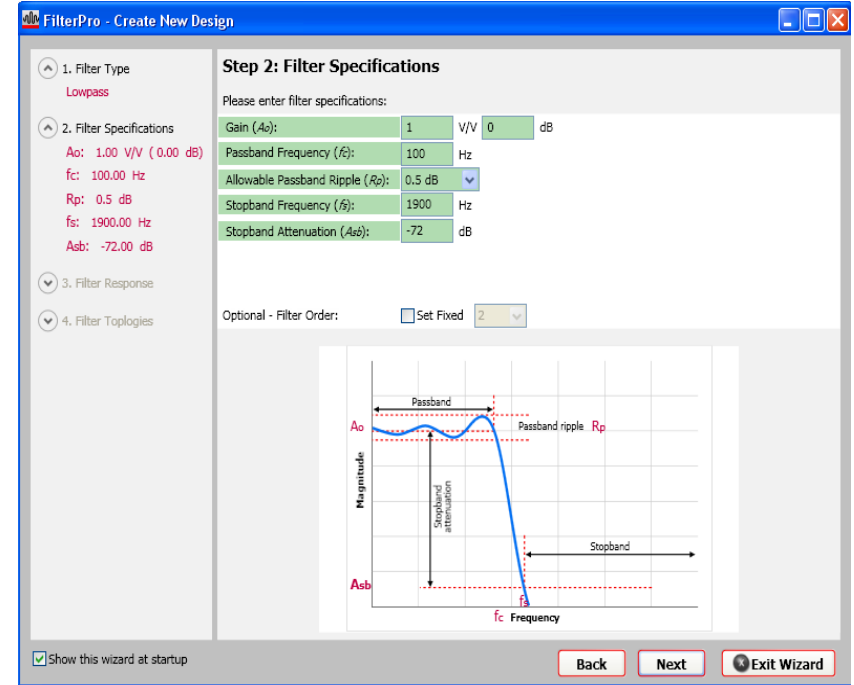 FilterPro - Create New Design
1. Filter Type
Lowpass
2. Filter Specifications
Ao: 1.00 V/V ( 0.00 dB)
fc: 100.00 Hz
Rp: 0.5 dB
fs: 1900.00 Hz
Asb: -72.00 dB
3. Filter Response
4. Filter Toplogies
Step 2: Filter Specifications
Please enter filter specifications:
Gain (Ao): 1 V/V 0 dB
Passband Frequency (fc): 100 Hz
Allowable Passband Ripple (Rp): 0.5 dB
Stopband Frequency (fs): 1900 Hz
Stopband Attenuation (Asb): -72 dB
Optional - Filter Order: Set Fixed 2
Passband
Ao
Passband ripple Rp
Magnitude
Stopband
attenuation
Stopband
Asb
fs
fc Frequency
Show this wizard at startup
Back
Next
Exit Wizard